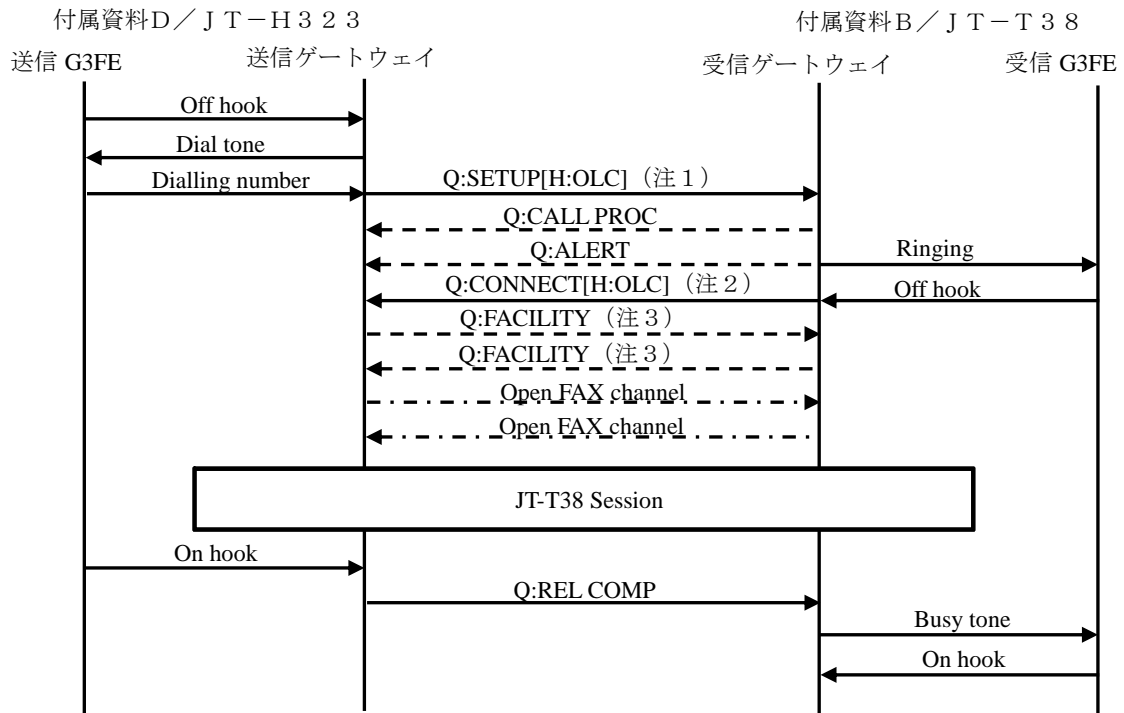 付属資料D／ＪＴ－Ｈ３２３
付属資料B／ＪＴ－Ｔ38
送信 G3FE
送信ゲートウェイ
受信ゲートウェイ
受信 G3FE
Off hook
Dial tone
Dialling number
Q:SETUP[H:OLC]（注１）
Q:CALL PROC
Q:ALERT
Ringing
Q:CONNECT[H:OLC]（注２）
Off hook
Q:FACILITY（注３）
Q:FACILITY（注３）
Open FAX channel
Open FAX channel
JT-T38 Session
On hook
Q:REL COMP
Busy tone
On hook